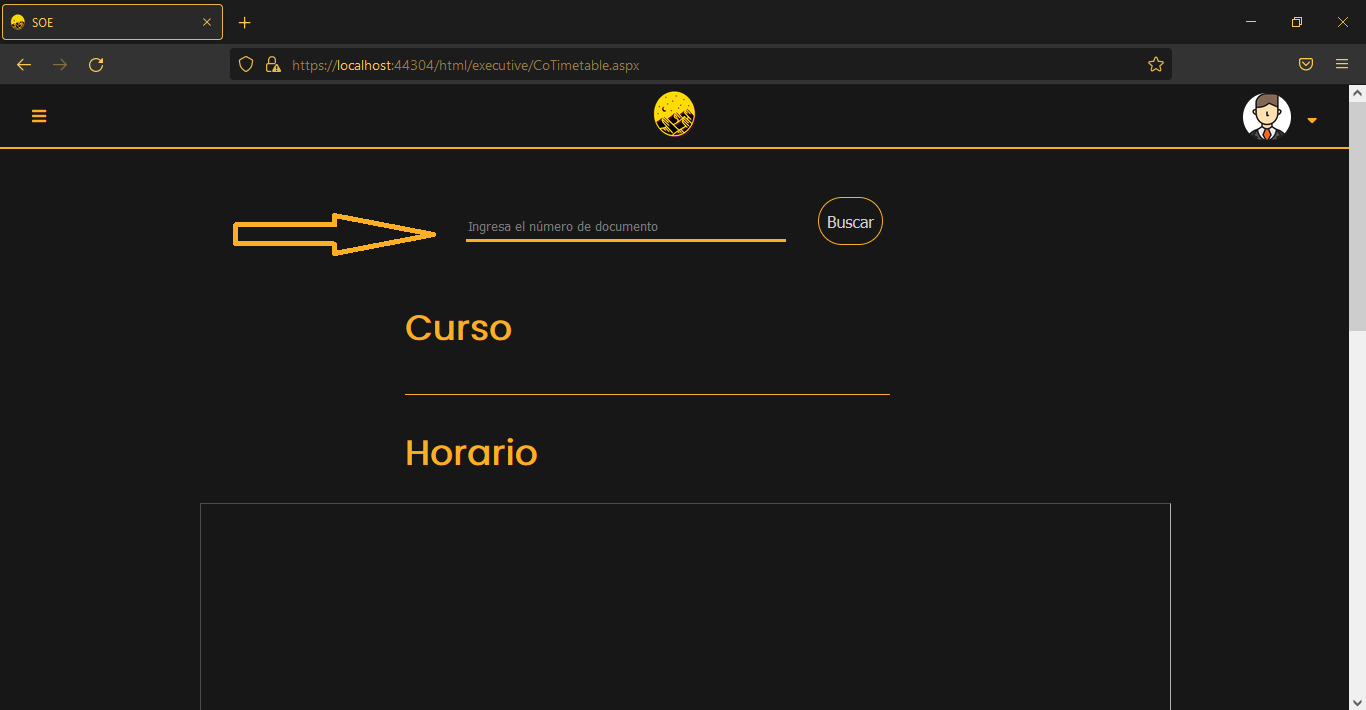 SOE
https://localhost:44304/html/executive/CoTimetable.aspx
Ingresa el número de documento
Buscar
Curso
Horario